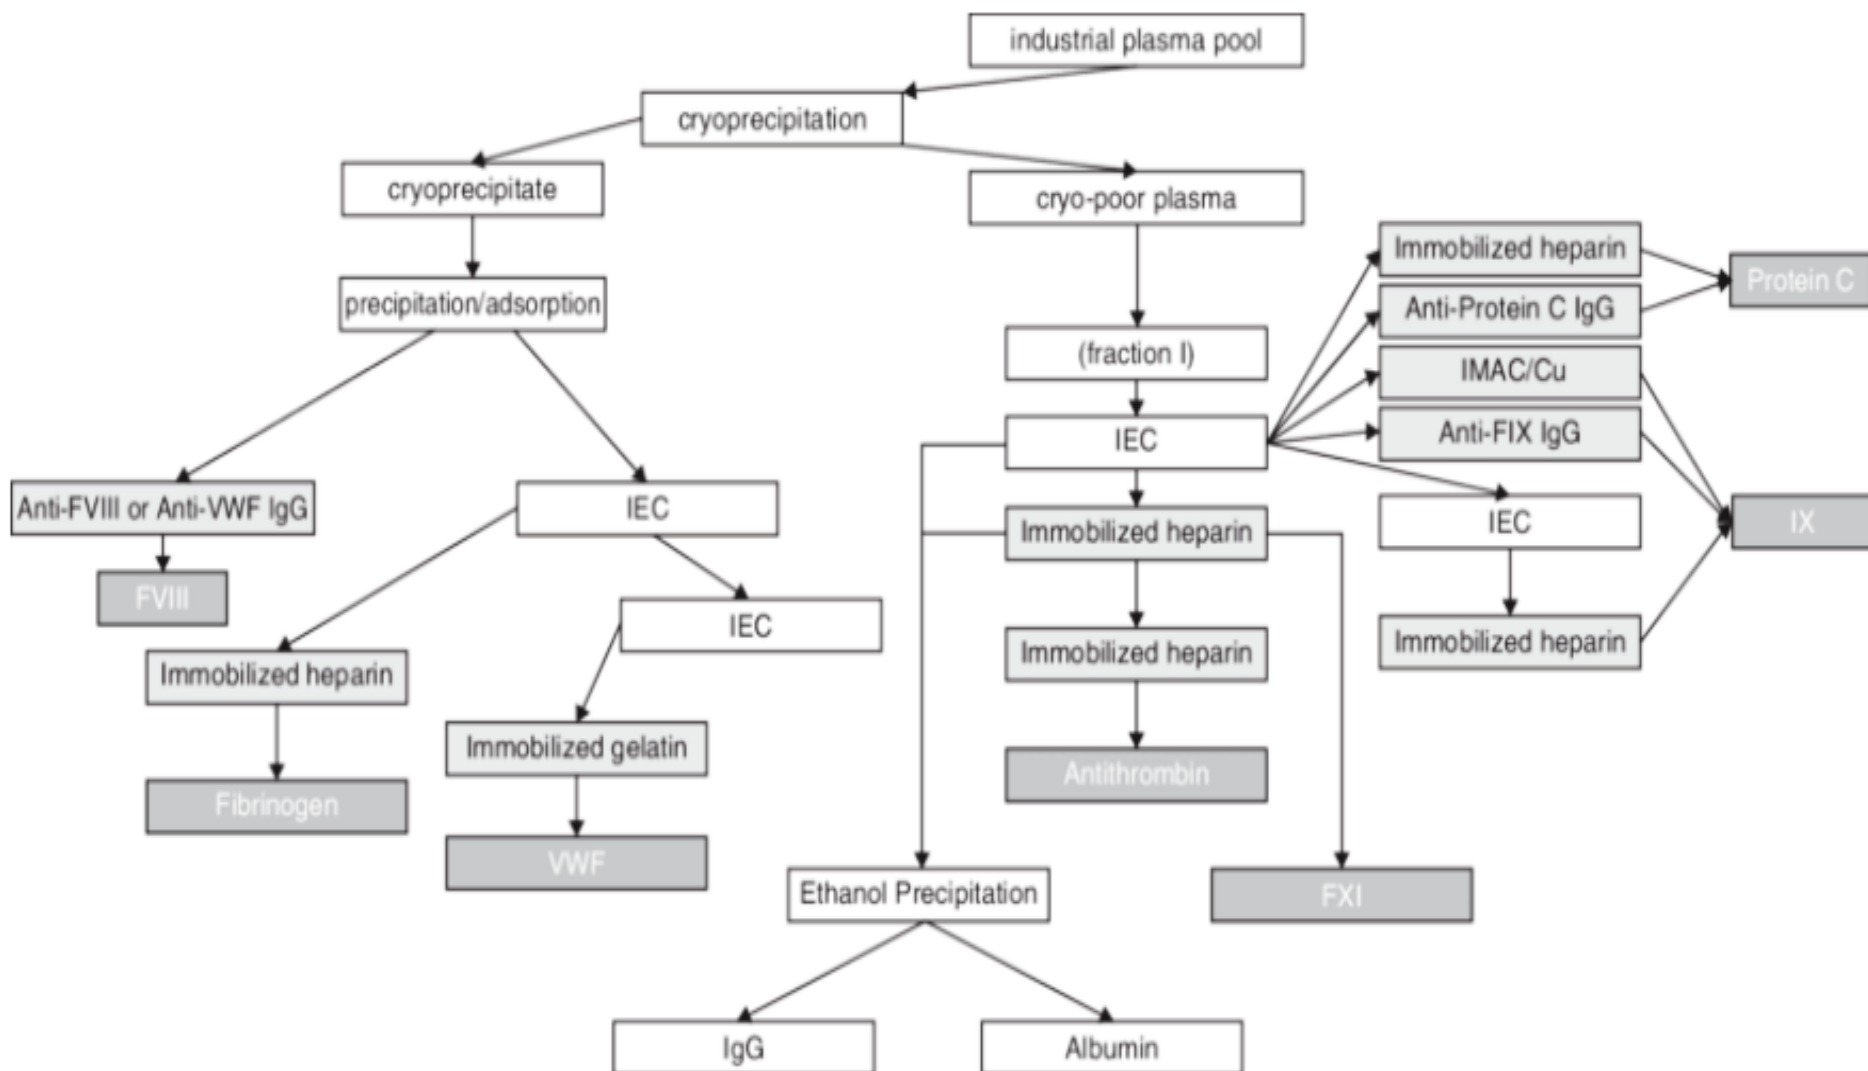 industrial plasma pool
cryoprecipitation
cryoprecipitate
cryo-poor plasma
Immobilized heparin
Protein C
precipitation/adsorption
Anti-Protein C IgG
(fraction I)
IMAC/Cu
IEC
Anti-FIX IgG
Anti-FVIII or Anti-VWF IgG
IEC
Immobilized heparin
IEC
IX
FVIII
IEC
Immobilized heparin
Immobilized heparin
Immobilized heparin
Immobilized gelatin
Antithrombin
Fibrinogen
VWF
Ethanol Precipitation
FXI
IgG
Albumin